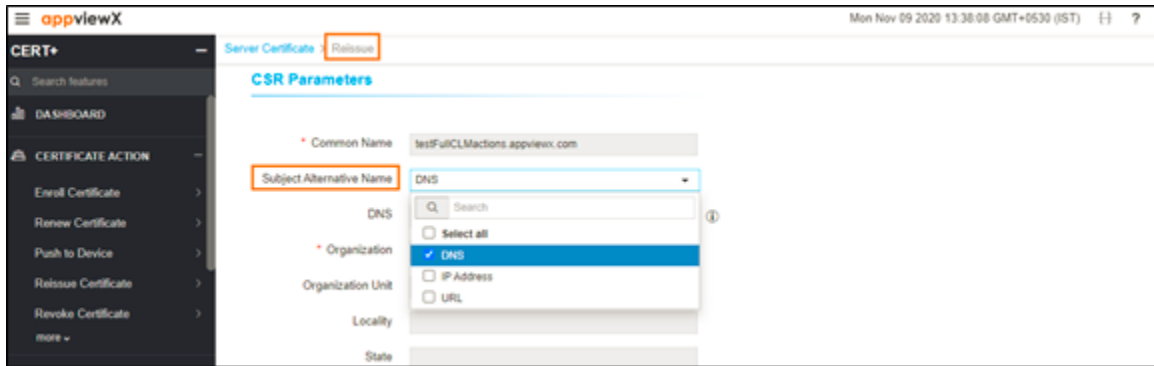 appviewX
Mon Nov 09 2020 13:38:08 GMT+0530 (IST) ?
CERT+
Server Certificate > Reissue
Search features
CSR Parameters
DASHBOARD
* Common Name testFullCLMactions.appviewx.com
CERTIFICATE ACTION
Subject Alternative Name DNS
Enroll Certificate
Search
DNS
Renew Certificate
Select all
Push to Device
* Organization
DNS
IP Address
Reissue Certificate
Organization Unit
URL
Revoke Certificate
Locality
more
State